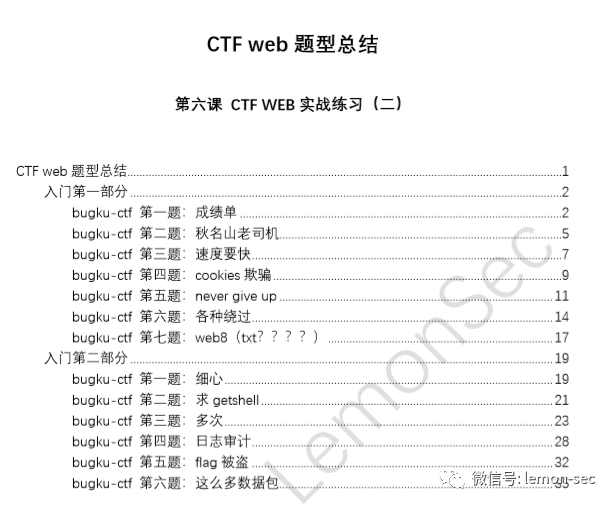 CTF web 题型总结
第六课 CTF WEB 实战练习（二）
CTF web 题型总结........1
入门第一部分........2
bugku-ctf 第一题：成绩单........2
bugku-ctf 第二题：秋名山老司机........5
bugku-ctf 第三题：速度要快........7
bugku-ctf 第四题：cookies 欺骗........9
bugku-ctf 第五题：never give up........11
bugku-ctf 第六题：各种绕过........14
bugku-ctf 第七题：web8（txt？？？？）........17
入门第二部分........19
bugku-ctf 第一题：细心........19
bugku-ctf 第二题：求 getshell........21
bugku-ctf 第三题：多次........23
bugku-ctf 第四题：日志审计........28
bugku-ctf 第五题：flag 被盗........32
bugku-ctf 第六题：这么多数据包........
LemonSec
微信号: lemon-sec